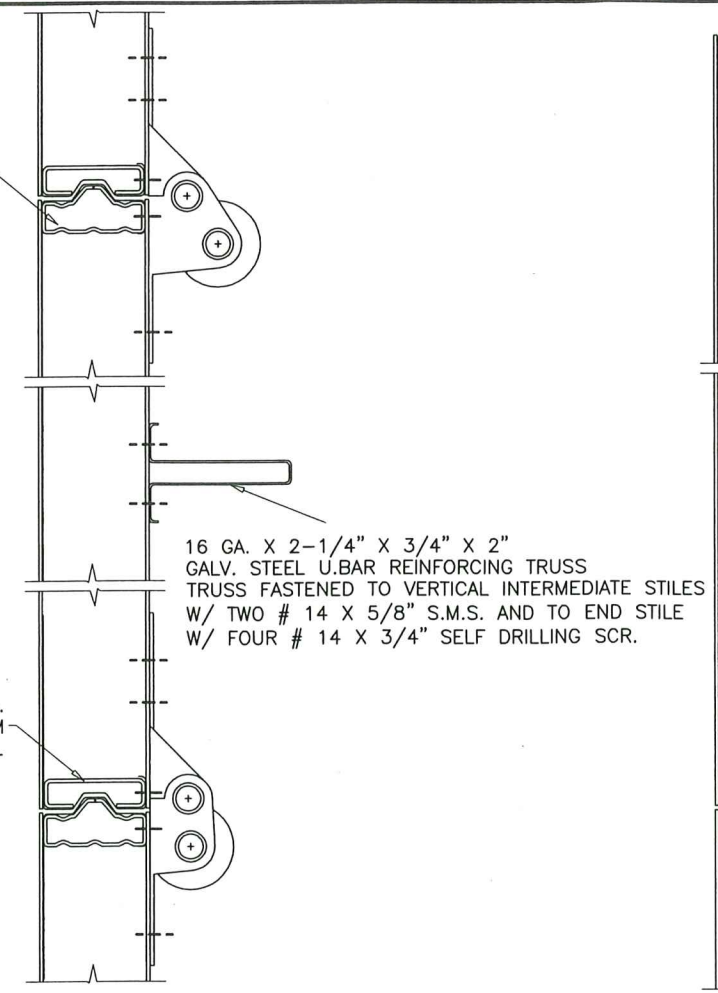 16 GA. X 2-1/4" X 3/4" X 2"
GALV. STEEL U.BAR REINFORCING TRUSS
TRUSS FASTENED TO VERTICAL INTERMEDIATE STILES
W/ TWO # 14 X 5/8" S.M.S. AND TO END STILE
W/ FOUR # 14 X 3/4" SELF DRILLING SCR.